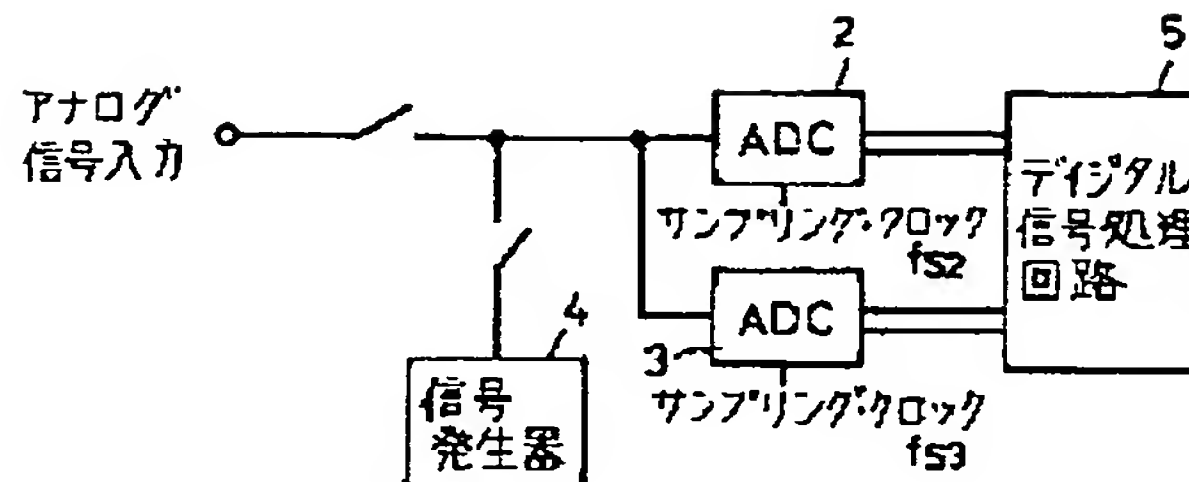 アナログ
信号入力
2
ADC
サンプリング・クロック
fs2
5
ディジタル
信号処理
回路
3
ADC
サンプリング・クロック
fs3
4
信号
発生器